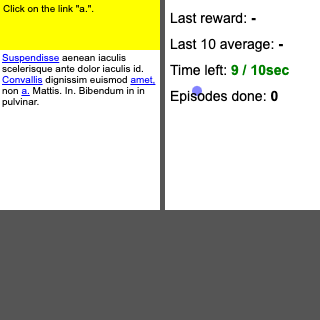 Click on the link "a.".
Suspendisse aenean iaculis
scelerisque ante dolor iaculis id.
Convallis dignissim euismod amet,
non a. Mattis. In. Bibendum in in
pulvinar.
Last reward: -
Last 10 average: -
Time left: 9 / 10sec
Episodes done: 0